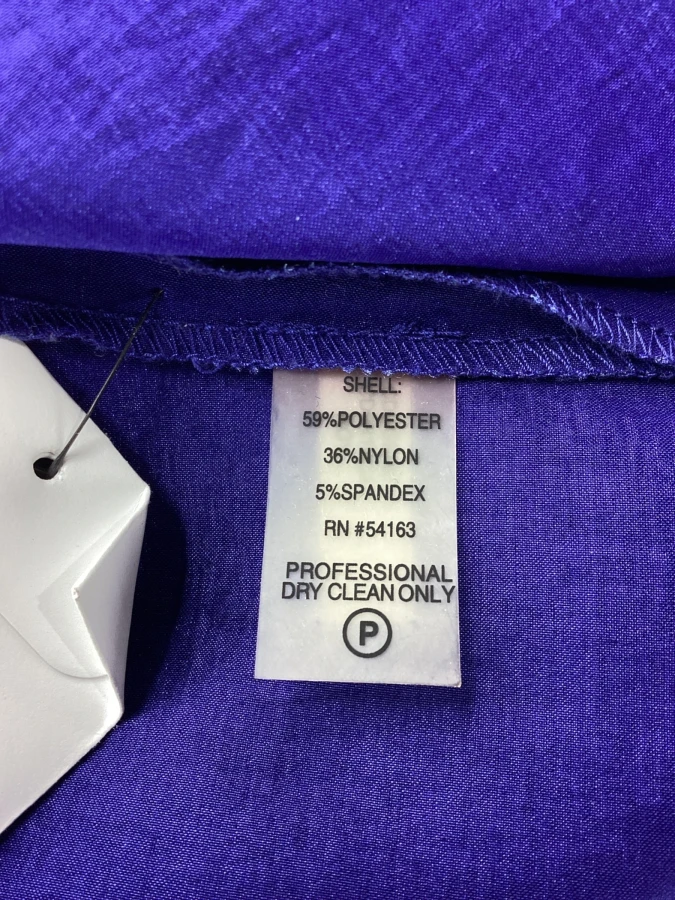 SHELL:
59%POLYESTER
36%NYLON
5%SPANDEX
RN #54163
PROFESSIONAL
DRY CLEAN ONLY
P